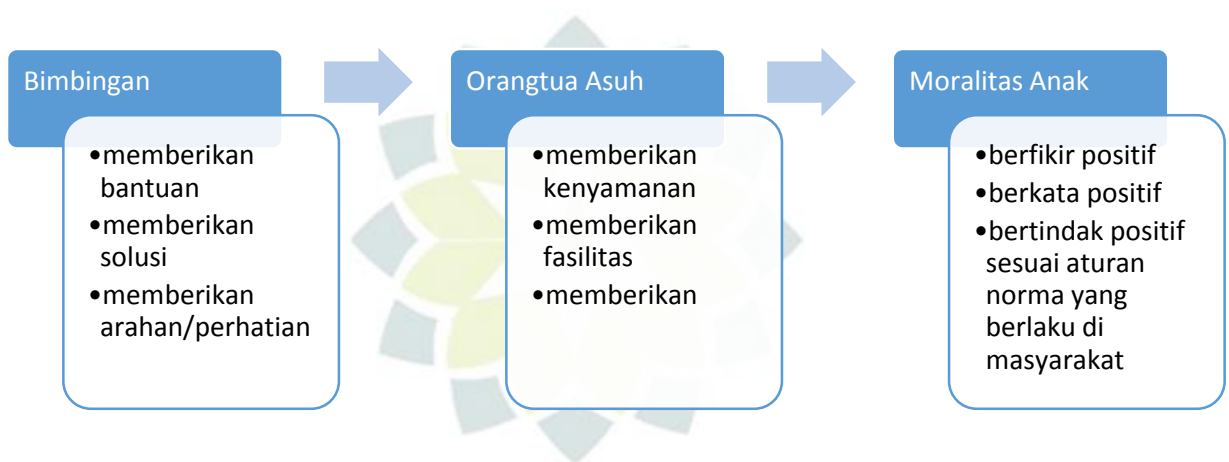 Bimbingan
•memberikan
bantuan
•memberikan
solusi
•memberikan
arahan/perhatian
Orangtua Asuh
•memberikan
kenyamanan
•memberikan
fasilitas
•memberikan
Moralitas Anak
•berfikir positif
•berkata positif
•bertindak positif
sesuai aturan
norma yang
berlaku di
masyarakat